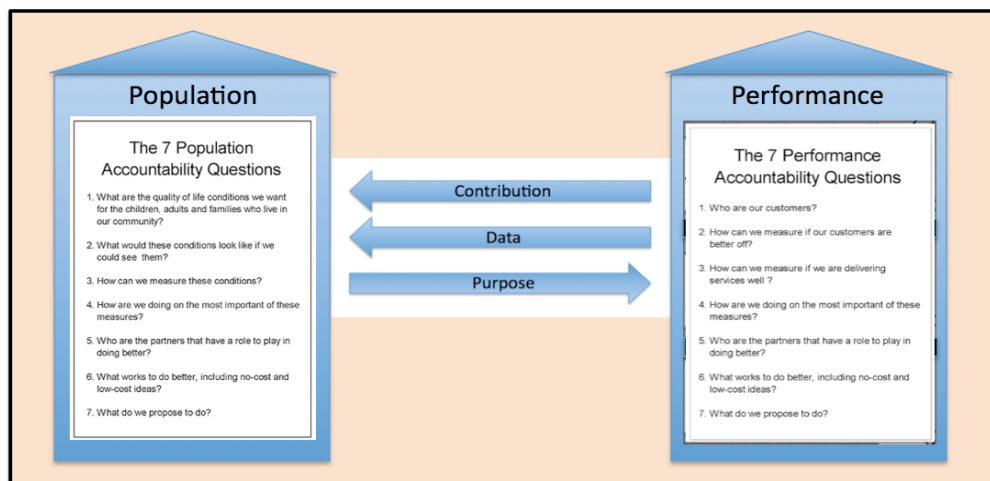 Population
The 7 Population
Accountability Questions
1. What are the quality of life conditions we want
for the children, adults and families who live in
our community?
2. What would these conditions look like if we
could see them?
3. How can we measure these conditions?
4. How are we doing on the most important of these
measures?
5. Who are the partners that have a role to play in
doing better?
6. What works to do better, including no-cost and
low-cost ideas?
7. What do we propose to do?
Contribution
Data
Purpose
Performance
The 7 Performance
Accountability Questions
1. Who are our customers?
2. How can we measure if our customers are
better off?
3. How can we measure if we are delivering
services well ?
4. How are we doing on the most important of these
measures?
5. Who are the partners that have a role to play in
doing better?
6. What works to do better, including no-cost and
low-cost ideas?
7. What do we propose to do?